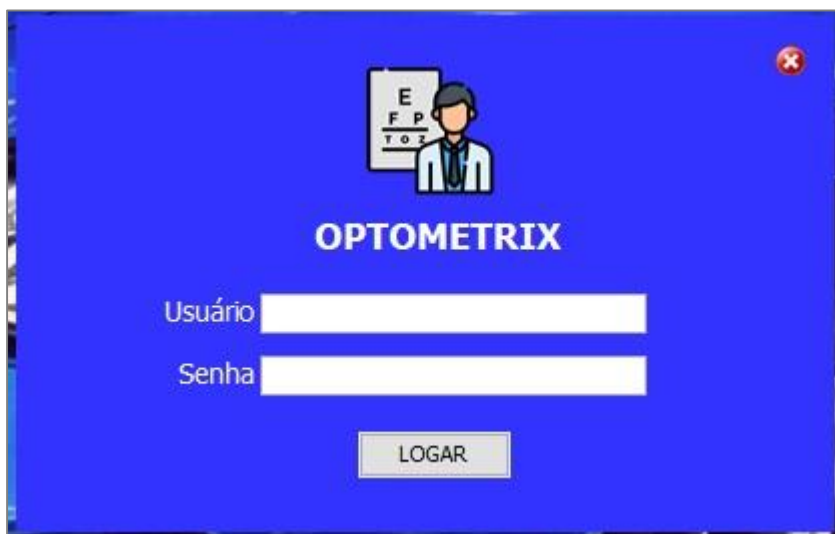 E
F P
T O Z
OPTOMETRIX
Usuário
Senha
LOGAR